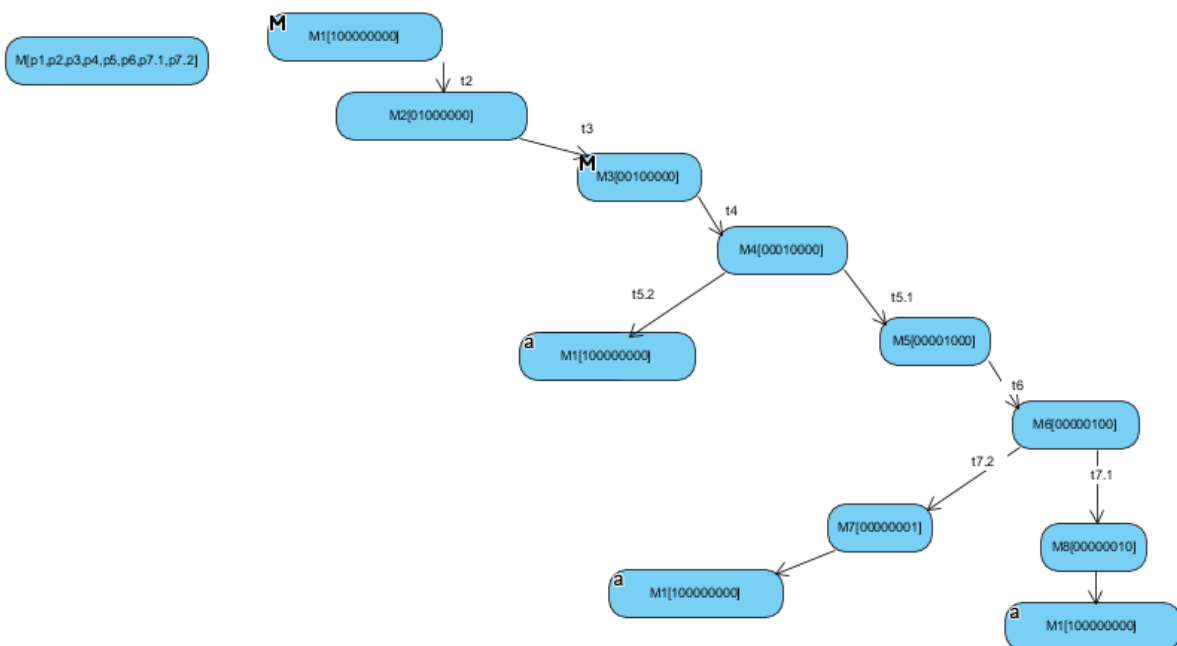 M
M1[100000000]
M[p1,p2,p3,p4,p5,p6,p7.1,p7.2]
t2
M2[01000000]
t3
M
M3[00100000]
t4
M4[00010000]
t5.2
t5.1
a
M1[100000000]
M5[00001000]
t6
M6[00000100]
t7.2
t7.1
M7[00000001]
M8[00000010]
a
M1[100000000]
a
M1[100000000]